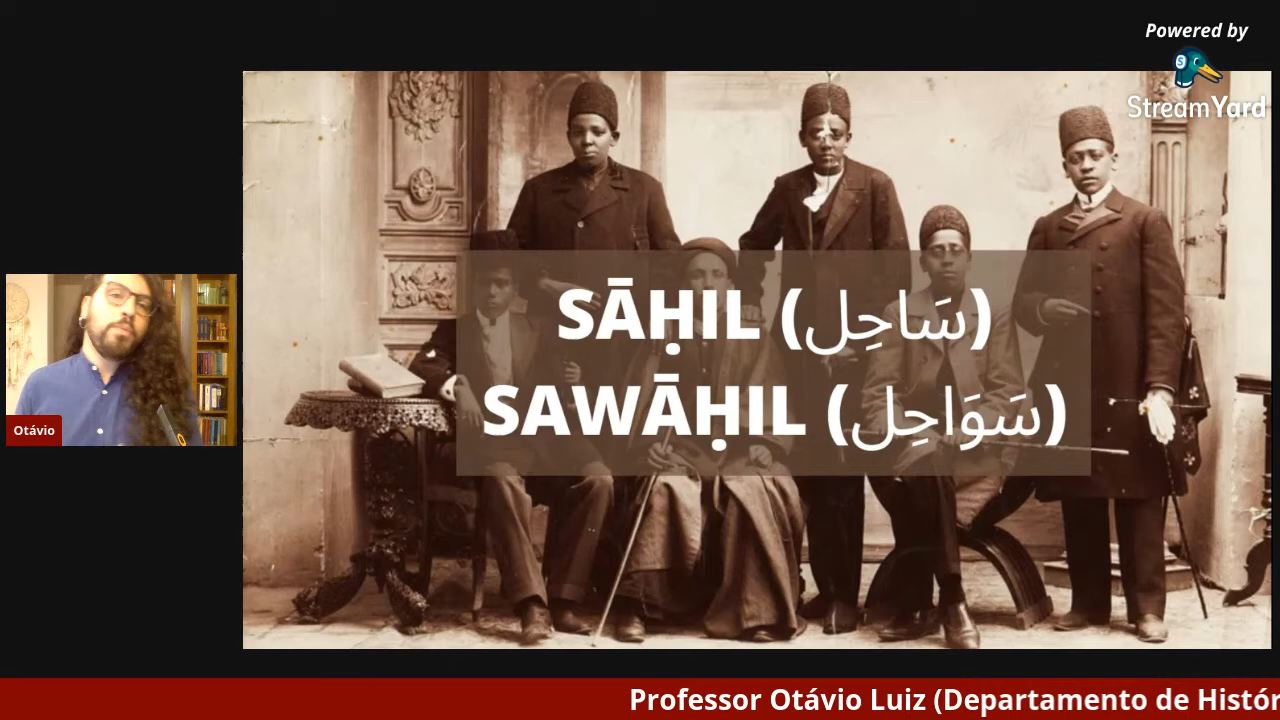 Powered by
StreamYard
SĀḤIL (سَاحِل)
SAWĀḤIL (سَوَاحِل)
Otávio
Professor Otávio Luiz (Departamento de Histór